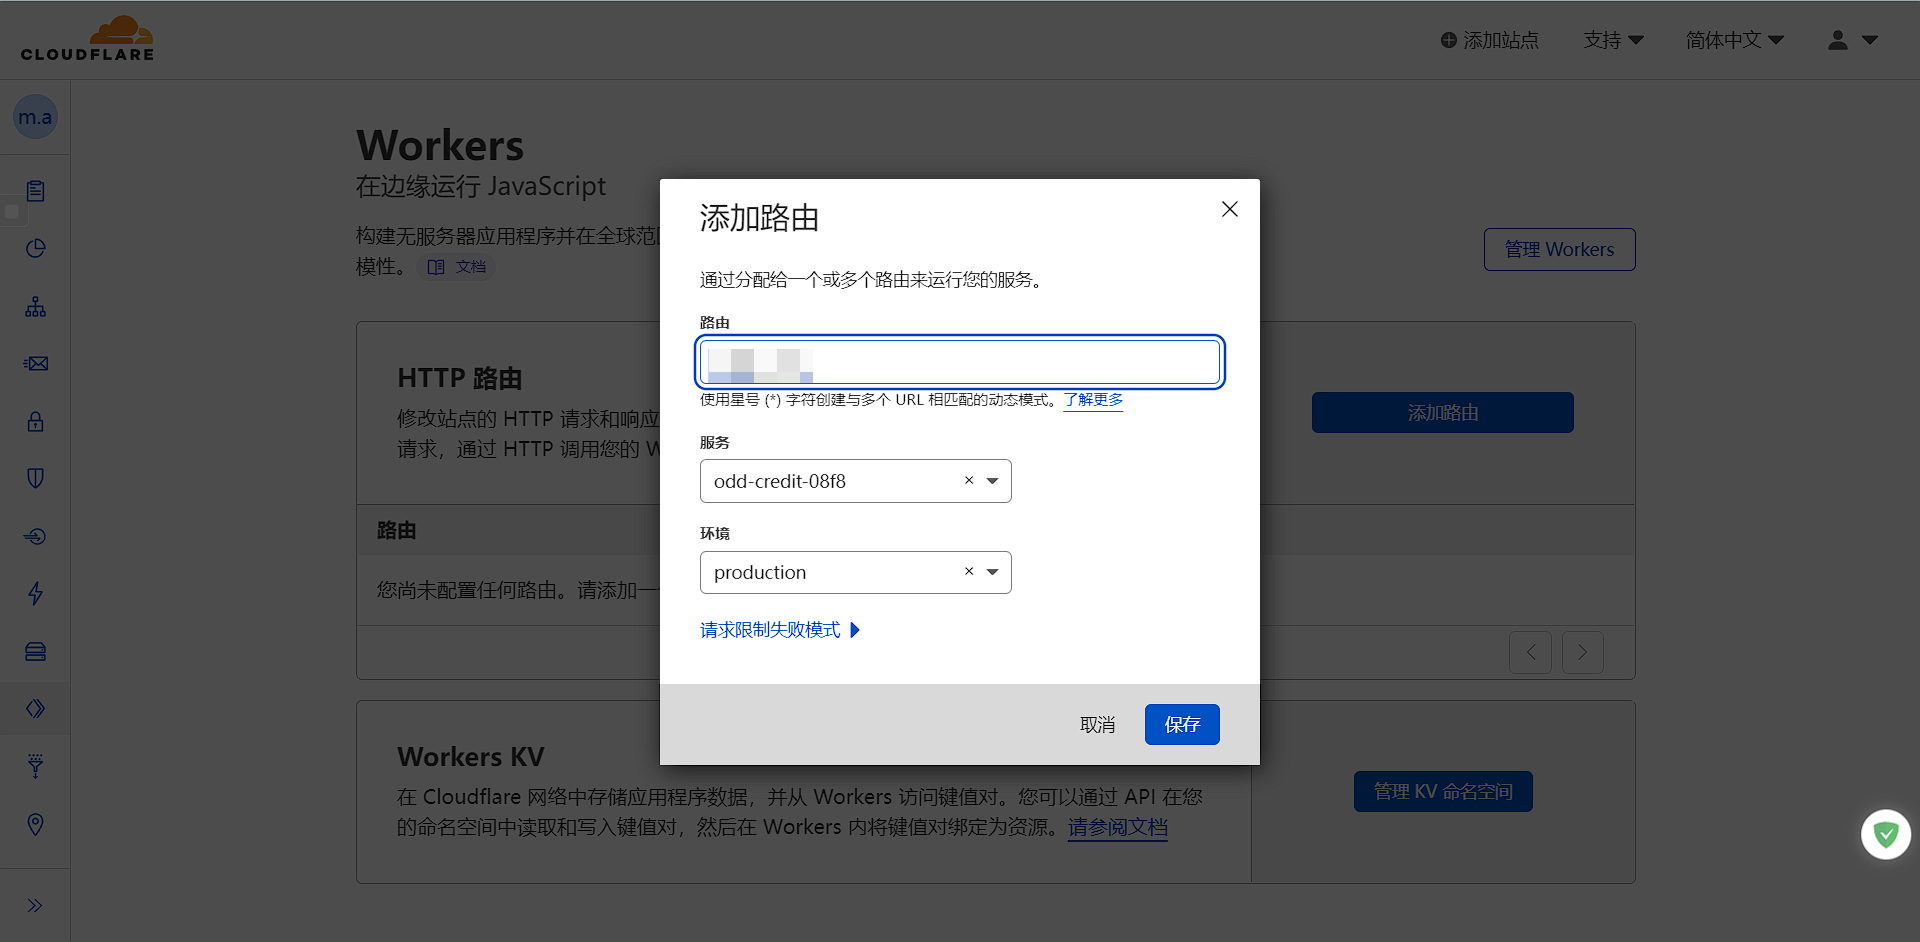 CLOUDFLARE
添加站点
支持
简体中文
m.a
Workers
在边缘运行 JavaScript
构建无服务器应用程序并在全球范围
模性。 文档
管理 Workers
HTTP 路由
修改站点的 HTTP 请求和响应
请求，通过 HTTP 调用您的 W
添加路由
路由
您尚未配置任何路由。请添加一
Workers KV
在 Cloudflare 网络中存储应用程序数据，并从 Workers 访问键值对。您可以通过 API 在您
的命名空间中读取和写入键值对，然后在 Workers 内将键值对绑定为资源。请参阅文档
管理 KV 命名空间
添加路由
通过分配给一个或多个路由来运行您的服务。
路由
使用星号 (*) 字符创建与多个 URL 相匹配的动态模式。了解更多
服务
odd-credit-08f8
环境
production
请求限制失败模式
取消
保存